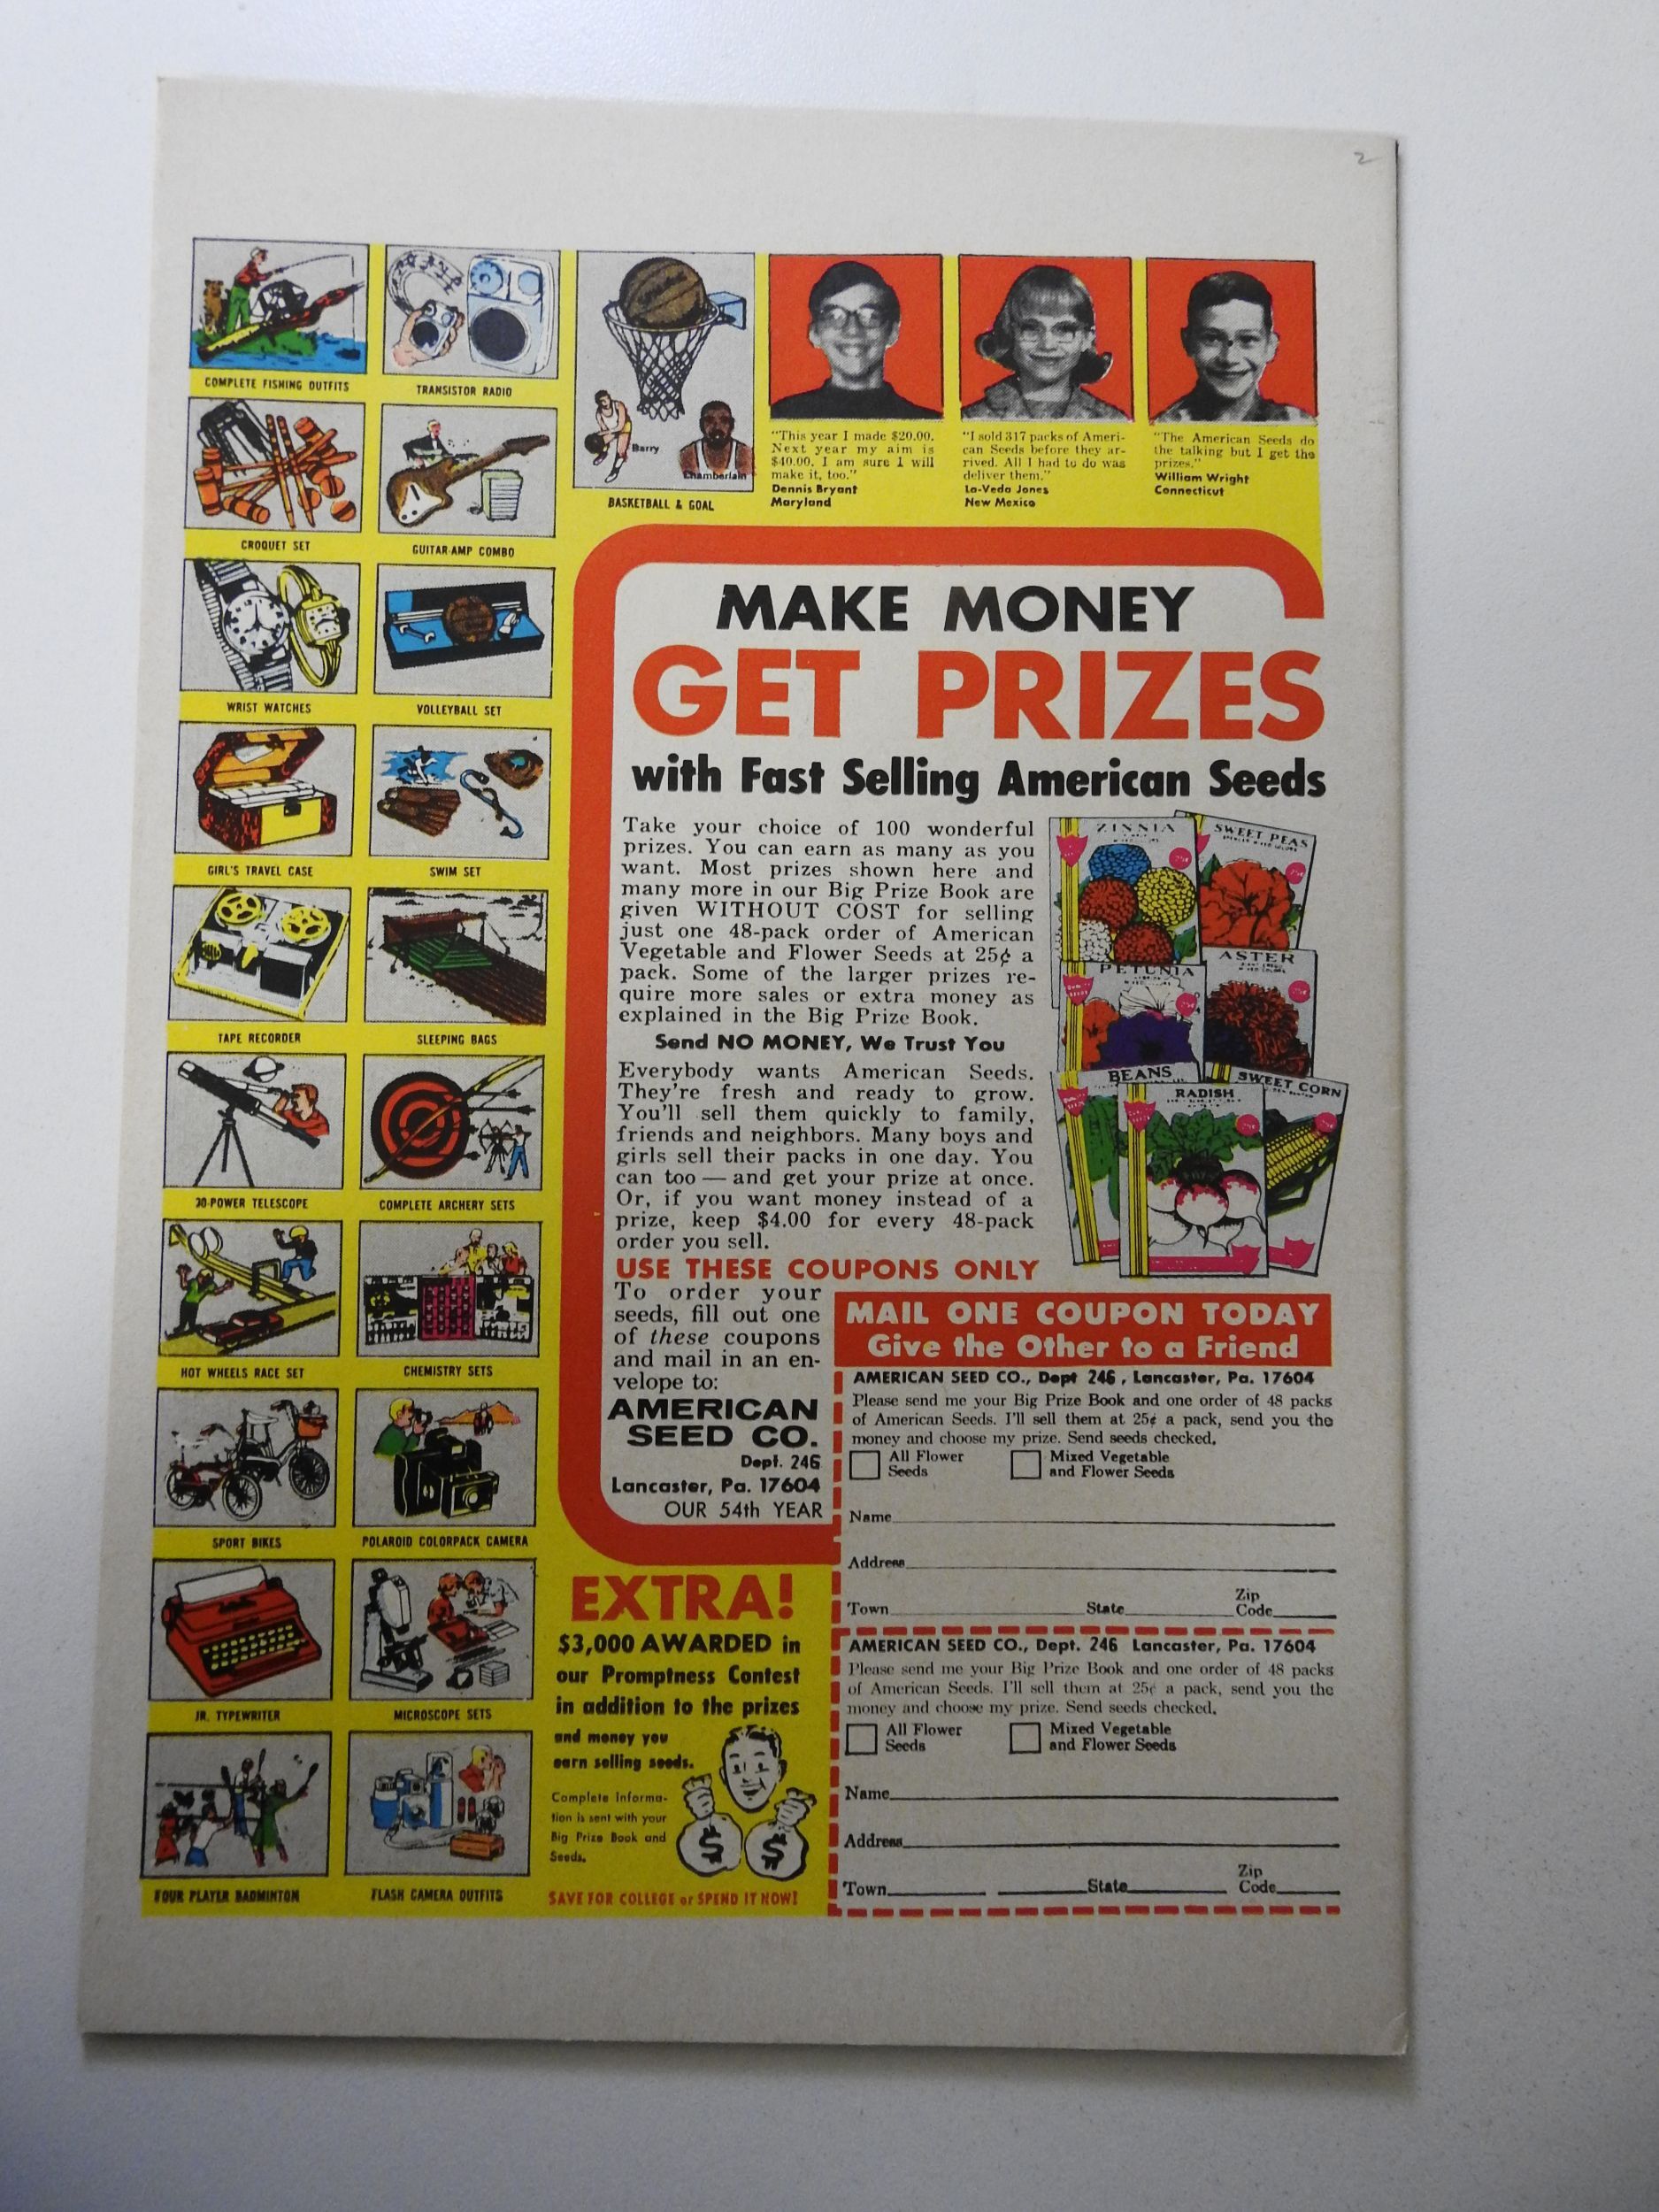 2
COMPLETE FISHING OUTFITS
TRANSISTOR RADIO
CROQUET SET
GUITAR-AMP COMBO
WRIST WATCHES
VOLLEYBALL SET
GIRL'S TRAVEL CASE
SWIM SET
TAPE RECORDER
SLEEPING BAGS
30-POWER TELESCOPE
COMPLETE ARCHERY SETS
HOT WHEELS RACE SET
CHEMISTRY SETS
SPORT BIKES
POLAROID COLORPACK CAMERA
JR. TYPEWRITER
MICROSCOPE SETS
FOUR PLAYER BADMINTON
FLASH CAMERA OUTFITS
Barry
Chamberlain
BASKETBALL & GOAL
"This year I made $20.00.
Next year my aim is
$40.00. I am sure I will
make it, too."
Dennis Bryant
Maryland
"I sold 317 packs of Ameri-
can Seeds before they ar-
rived. All I had to do was
deliver them."
La-Veda Jones
New Mexico
"The American Seeds do
the talking but I get the
prizes."
William Wright
Connecticut
MAKE MONEY
GET PRIZES
with Fast Selling American Seeds
Take your choice of 100 wonderful
prizes. You can earn as many as you
want. Most prizes shown here and
many more in our Big Prize Book are
given WITHOUT COST for selling
just one 48-pack order of American
Vegetable and Flower Seeds at 25¢ a
pack. Some of the larger prizes re-
quire more sales or extra money as
explained in the Big Prize Book.
Send NO MONEY, We Trust You
Everybody wants American Seeds.
They're fresh and ready to grow.
You'll sell them quickly to family,
friends and neighbors. Many boys and
girls sell their packs in one day. You
can too — and get your prize at once.
Or, if you want money instead of a
prize, keep $4.00 for every 48-pack
order you sell.
ZINNIA
SWEET PEAS
PETUNIA
ASTER
BEANS
RADISH
SWEET CORN
USE THESE COUPONS ONLY
To order your
seeds, fill out one
of these coupons
and mail in an en-
velope to:
AMERICAN
SEED CO.
Dept. 246
Lancaster, Pa. 17604
OUR 54th YEAR
EXTRA!
$3,000 AWARDED in
our Promptness Contest
in addition to the prizes
and money you
earn selling seeds.
Complete Informa-
tion is sent with your
Big Prize Book and
Seeds.
$
$
SAVE FOR COLLEGE or SPEND IT NOW!
MAIL ONE COUPON TODAY
Give the Other to a Friend
AMERICAN SEED CO., Dept 246, Lancaster, Pa. 17604
Please send me your Big Prize Book and one order of 48 packs
of American Seeds. I'll sell them at 25¢ a pack, send you the
money and choose my prize. Send seeds checked.
All Flower
Seeds
Mixed Vegetable
and Flower Seeds
Name
Address
Town State Zip
Code
AMERICAN SEED CO., Dept. 246 Lancaster, Pa. 17604
Please send me your Big Prize Book and one order of 48 packs
of American Seeds. I'll sell them at 25¢ a pack, send you the
money and choose my prize. Send seeds checked.
All Flower
Seeds
Mixed Vegetable
and Flower Seeds
Name
Address
Town State Zip
Code